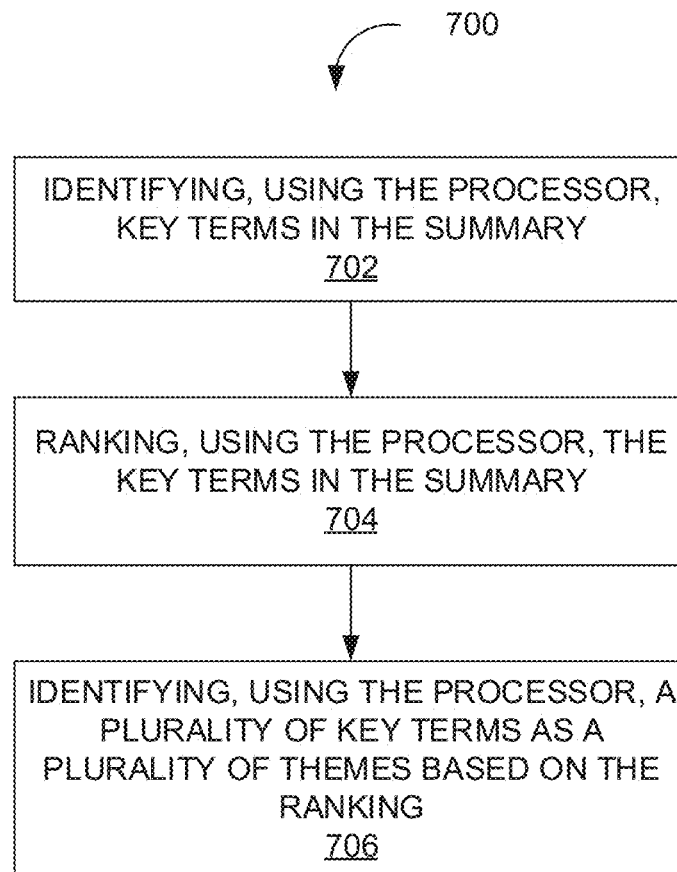 700
IDENTIFYING, USING THE PROCESSOR,
KEY TERMS IN THE SUMMARY
702
RANKING, USING THE PROCESSOR, THE
KEY TERMS IN THE SUMMARY
704
IDENTIFYING, USING THE PROCESSOR, A
PLURALITY OF KEY TERMS AS A
PLURALITY OF THEMES BASED ON THE
RANKING
706